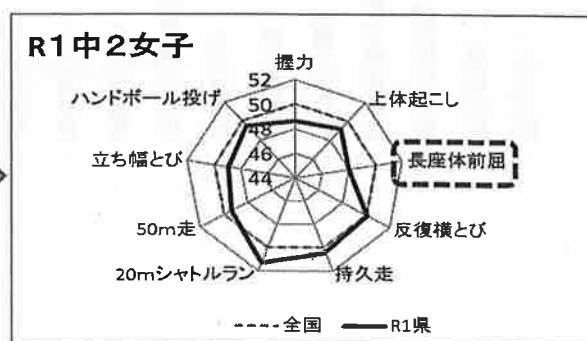 R1中2女子
握力
上体起こし
長座体前屈
反復横とび
持久走
20mシャトルラン
50m走
立ち幅とび
ハンドボール投げ
52
50
48
46
44
全国
R1県